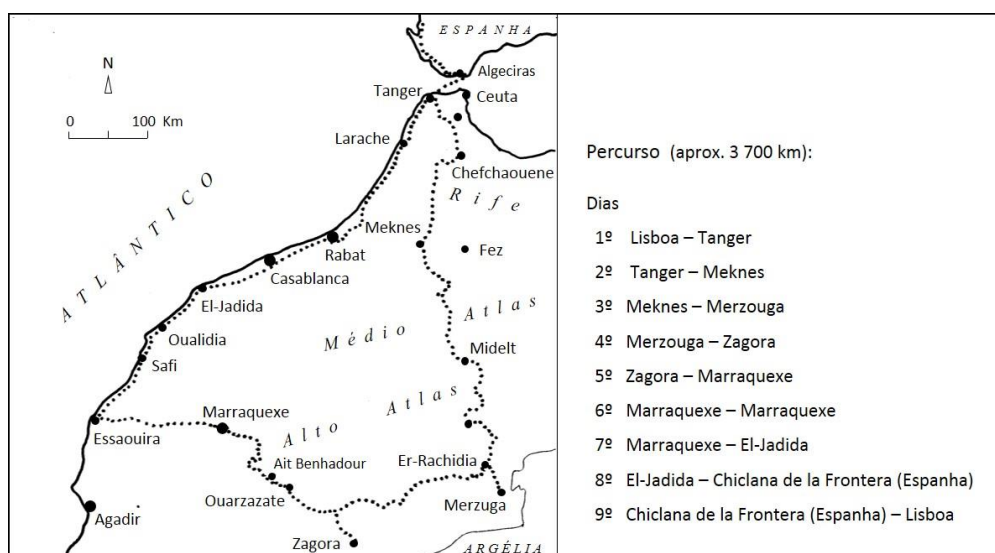 ESPANHA
N
Algeciras
Tanger
Ceuta
0 100 Km
Larache
Chefchaouene
ATLÂNTICO
Rife
Meknes
Fez
Rabat
Casablanca
El-Jadida
Atlas
Médio
Oualidia
Midelt
Safi
Atlas
Marraquexe
Alto
Essaouira
Ait Benhadour
Er-Rachidia
Ouarzazate
Merzuga
Agadir
Zagora
ARGÉLIA
Percurso (aprox. 3 700 km):
Dias
1º Lisboa – Tanger
2º Tanger – Meknes
3º Meknes – Merzouga
4º Merzouga – Zagora
5º Zagora – Marraquexe
6º Marraquexe – Marraquexe
7º Marraquexe – El-Jadida
8º El-Jadida – Chiclana de la Frontera (Espanha)
9º Chiclana de la Frontera (Espanha) – Lisboa